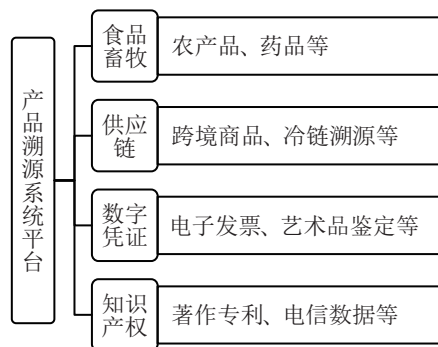 产品溯源系统平台
食品
畜牧
农产品、药品等
供应
链
跨境商品、冷链溯源等
数字
凭证
电子发票、艺术品鉴定等
知识
产权
著作专利、电信数据等